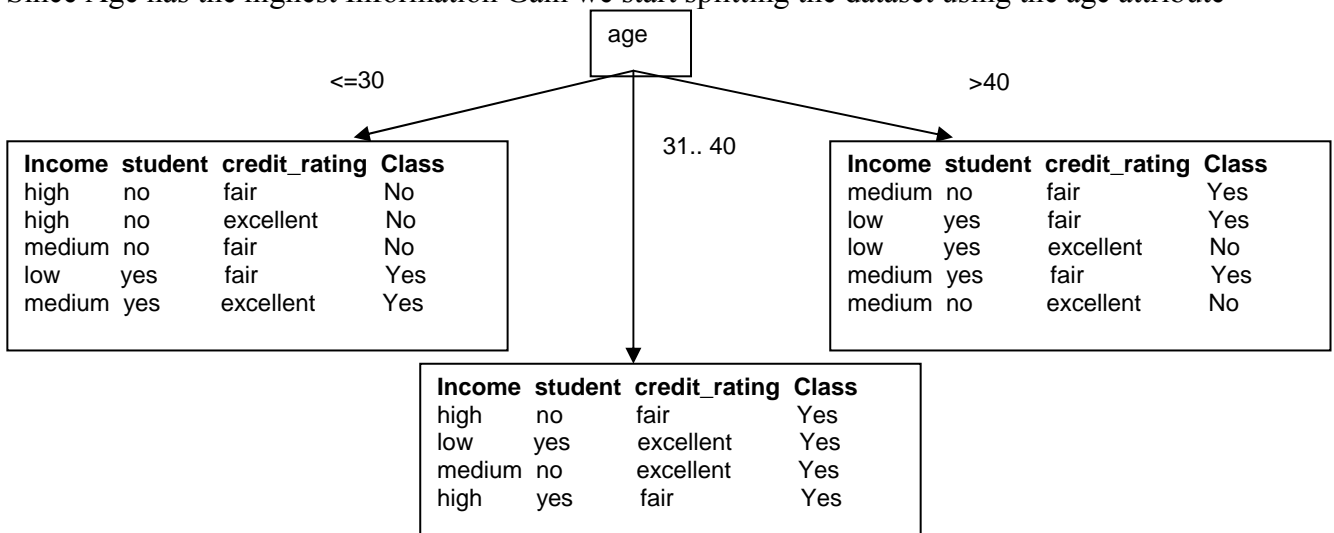 Since Age has the highest Information Gain we start splitting the dataset using the age attribute
age
<=30
31.. 40
>40
Income student credit_rating Class
high no fair No
high no excellent No
medium no fair No
low yes fair Yes
medium yes excellent Yes
Income student credit_rating Class
high no fair Yes
low yes excellent Yes
medium no excellent Yes
high yes fair Yes
Income student credit_rating Class
medium no fair Yes
low yes fair Yes
low yes excellent No
medium yes fair Yes
medium no excellent No